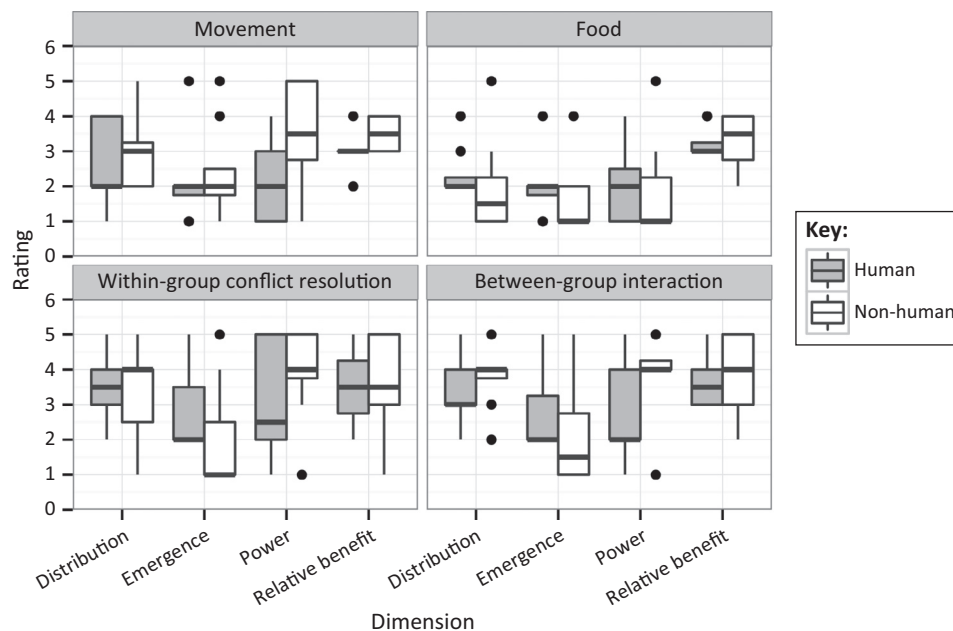 Movement
Food
6
5
4
3
2
1
0
Within-group conflict resolution
Between-group interaction
6
5
4
3
2
1
0
Rating
Distribution
Emergence
Power
Relative benefit
Distribution
Emergence
Power
Relative benefit
Dimension
Key:
Human
Non-human